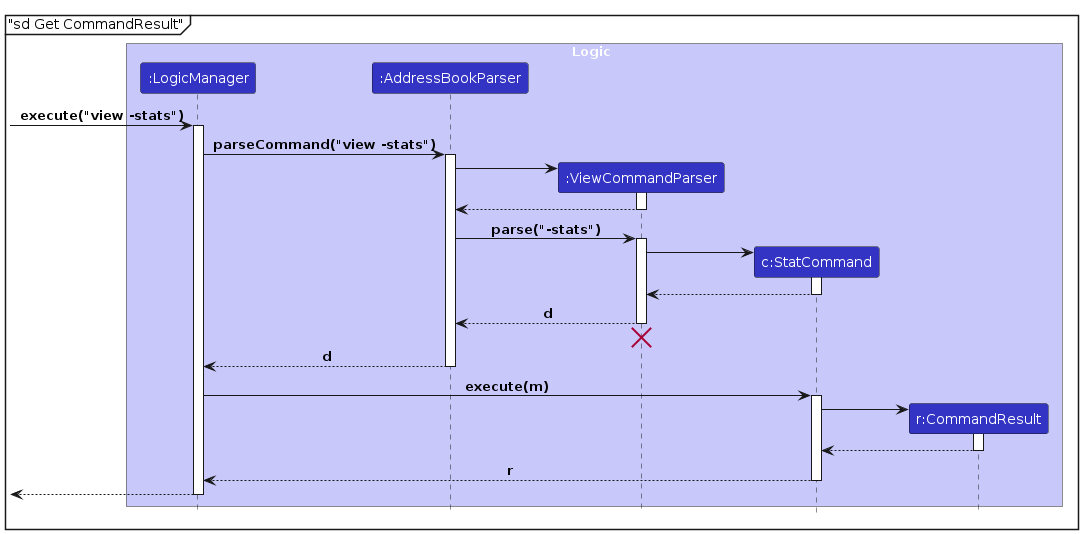 "sd Get CommandResult"
Logic
:LogicManager
:AddressBookParser
execute("view -stats")
parseCommand("view -stats")
:ViewCommandParser
parse("-stats")
c:StatCommand
d
d
execute(m)
r:CommandResult
r